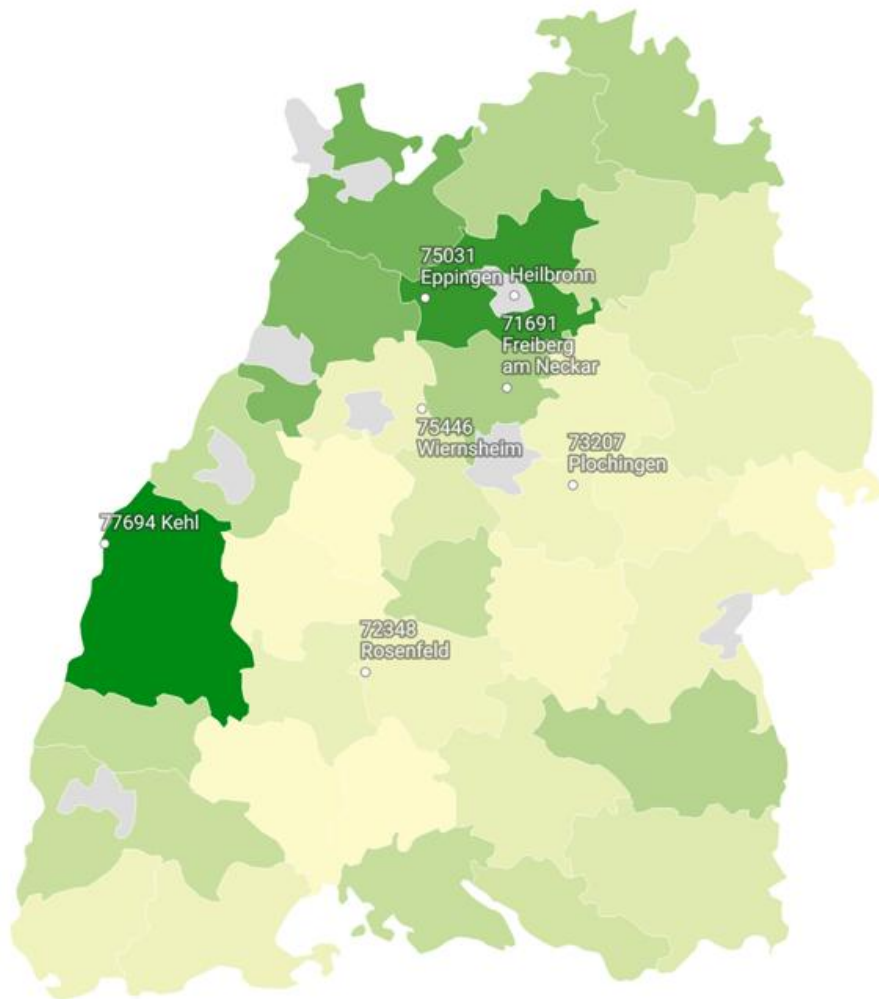 75031
Eppingen
Heilbronn
71691
Freiberg
am Neckar
75446
Wiernsheim
73207
Plochingen
77694 Kehl
72348
Rosenfeld